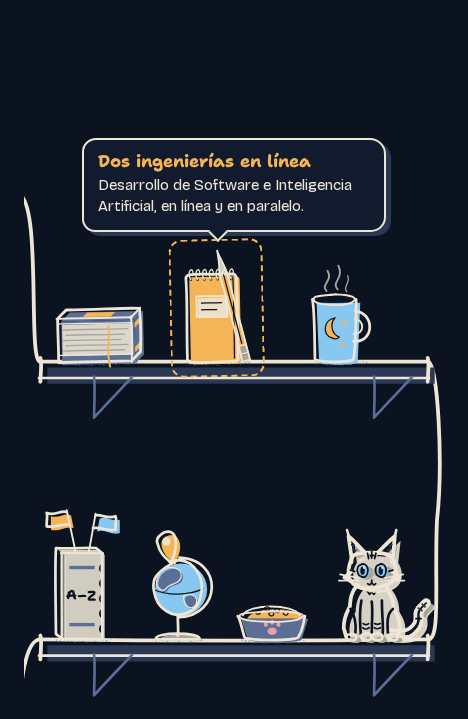 Dos ingenierías en línea
Desarrollo de Software e Inteligencia
Artificial, en línea y en paralelo.
A-Z